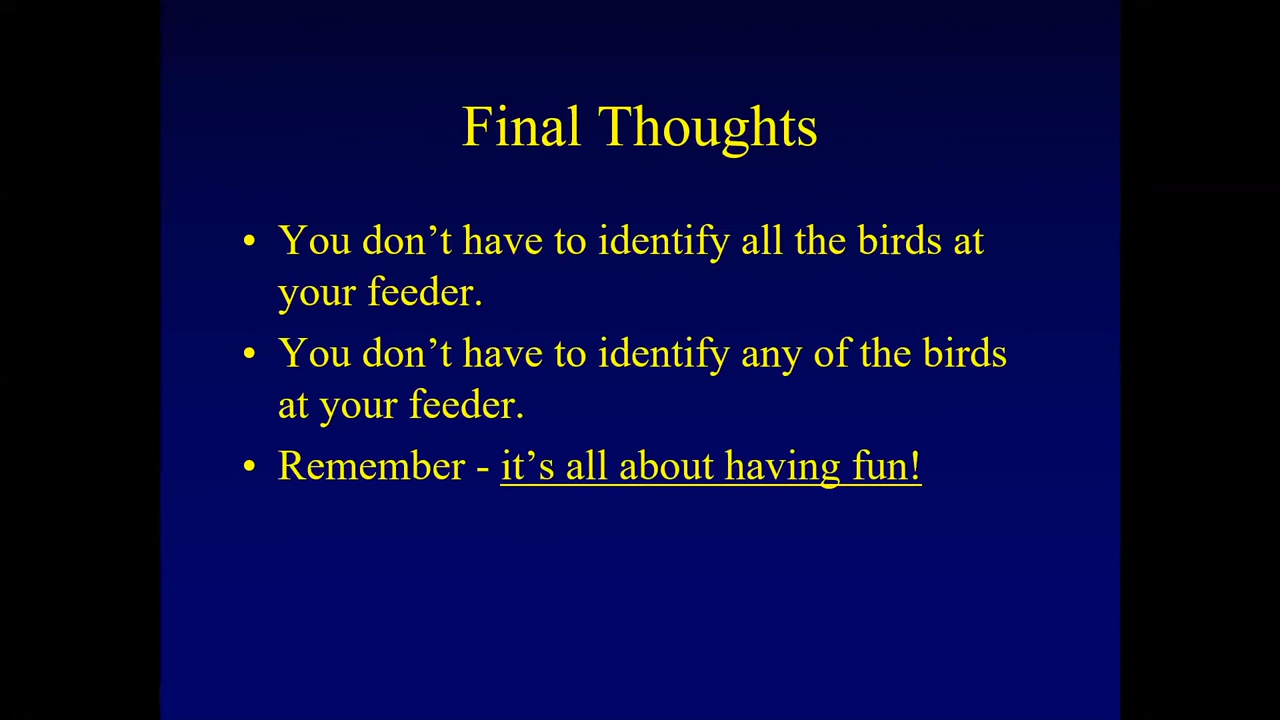 Final Thoughts
• You don’t have to identify all the birds at
your feeder.
• You don’t have to identify any of the birds
at your feeder.
• Remember - it’s all about having fun!